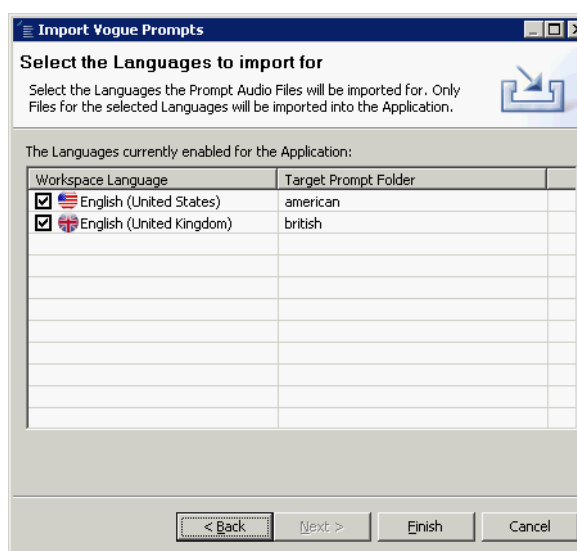 Import Vogue Prompts
Select the Languages to import for
Select the Languages the Prompt Audio Files will be imported for. Only
Files for the selected Languages will be imported into the Application.
The Languages currently enabled for the Application:
Workspace Language Target Prompt Folder
English (United States) american
English (United Kingdom) british
< Back Next > Finish Cancel